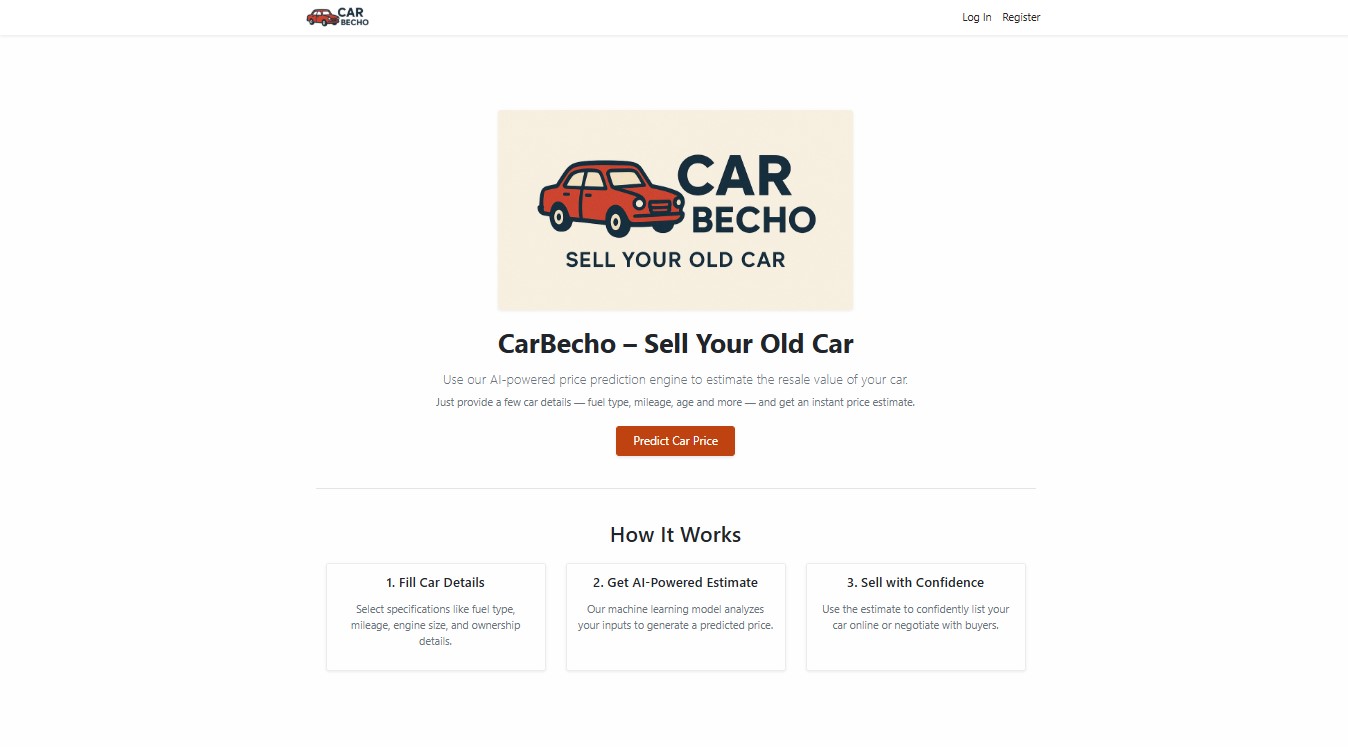 CAR
BECHO
Log In Register
CAR
BECHO
SELL YOUR OLD CAR
CarBecho – Sell Your Old Car
Use our AI-powered price prediction engine to estimate the resale value of your car.
Just provide a few car details — fuel type, mileage, age and more — and get an instant price estimate.
Predict Car Price
How It Works
1. Fill Car Details
Select specifications like fuel type,
mileage, engine size, and ownership
details.
2. Get AI-Powered Estimate
Our machine learning model analyzes
your inputs to generate a predicted price.
3. Sell with Confidence
Use the estimate to confidently list your
car online or negotiate with buyers.